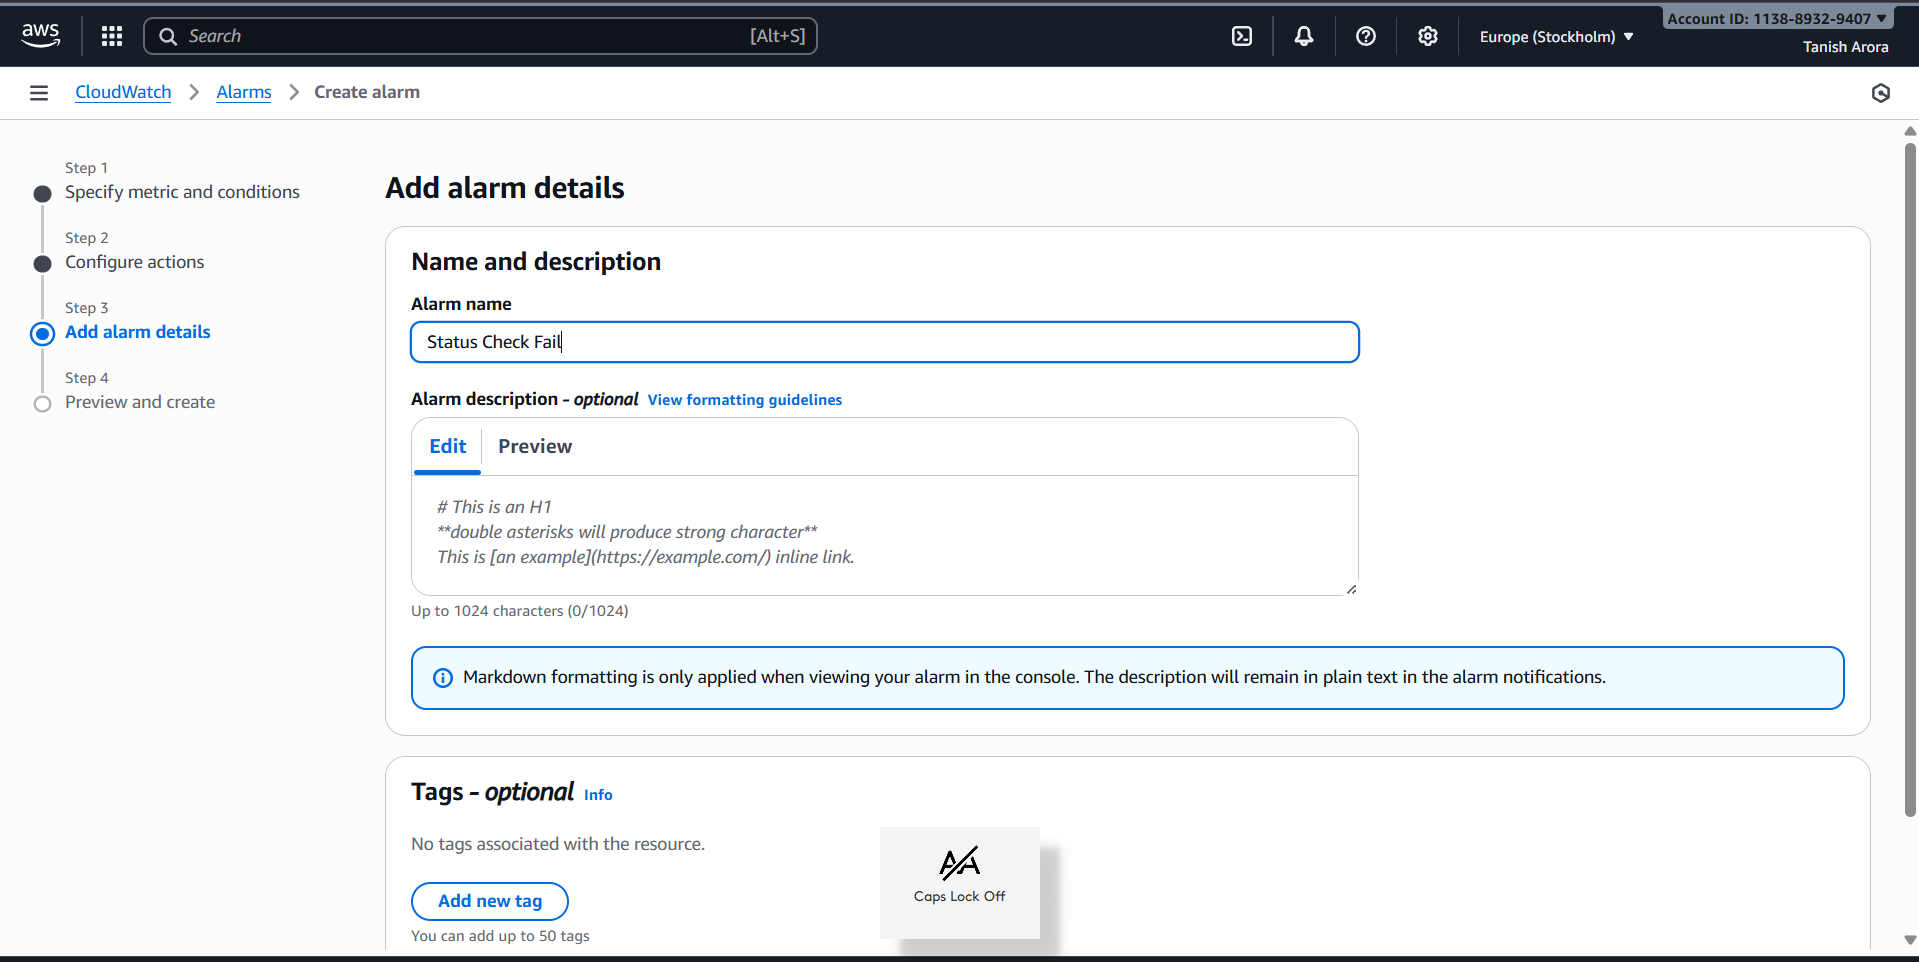 aws
Search [Alt+S]
Europe (Stockholm)
Account ID: 1138-8932-9407
Tanish Arora
CloudWatch
Alarms
Create alarm
Step 1
Specify metric and conditions
Step 2
Configure actions
Step 3
Add alarm details
Step 4
Preview and create
Add alarm details
Name and description
Alarm name
Status Check Fail
Alarm description - optional View formatting guidelines
Edit Preview
# This is an H1
**double asterisks will produce strong character**
This is [an example](https://example.com/) inline link.
Up to 1024 characters (0/1024)
Markdown formatting is only applied when viewing your alarm in the console. The description will remain in plain text in the alarm notifications.
Tags - optional Info
No tags associated with the resource.
Add new tag
You can add up to 50 tags
AA
Caps Lock Off